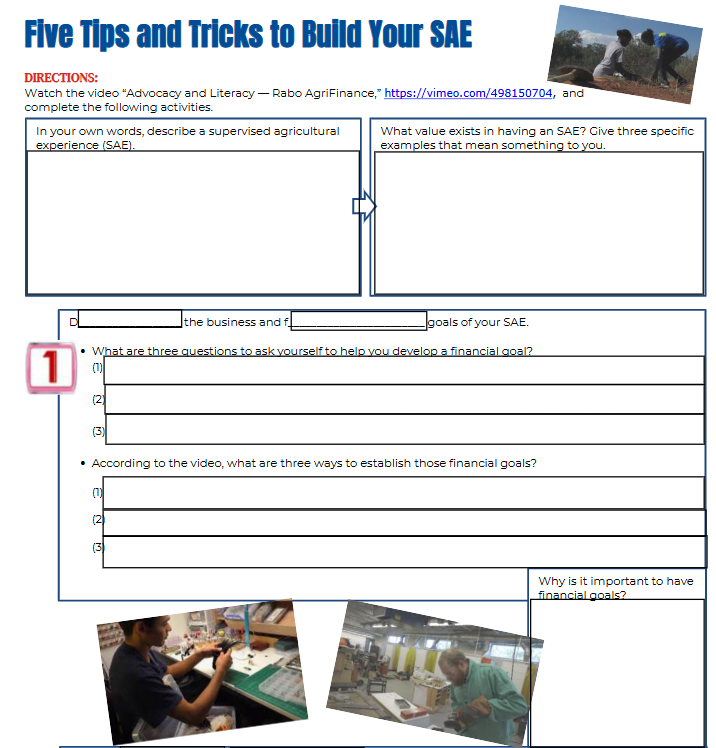 Five Tips and Tricks to Build Your SAE
DIRECTIONS:
Watch the video “Advocacy and Literacy — Rabo AgriFinance,” https://vimeo.com/498150704, and
complete the following activities.
In your own words, describe a supervised agricultural
experience (SAE).
What value exists in having an SAE? Give three specific
examples that mean something to you.
D__________________ the business and f________________________ goals of your SAE.
1
• What are three questions to ask yourself to help you develop a financial goal?
(1)
(2)
(3)
• According to the video, what are three ways to establish those financial goals?
(1)
(2)
(3)
Why is it important to have
financial goals?